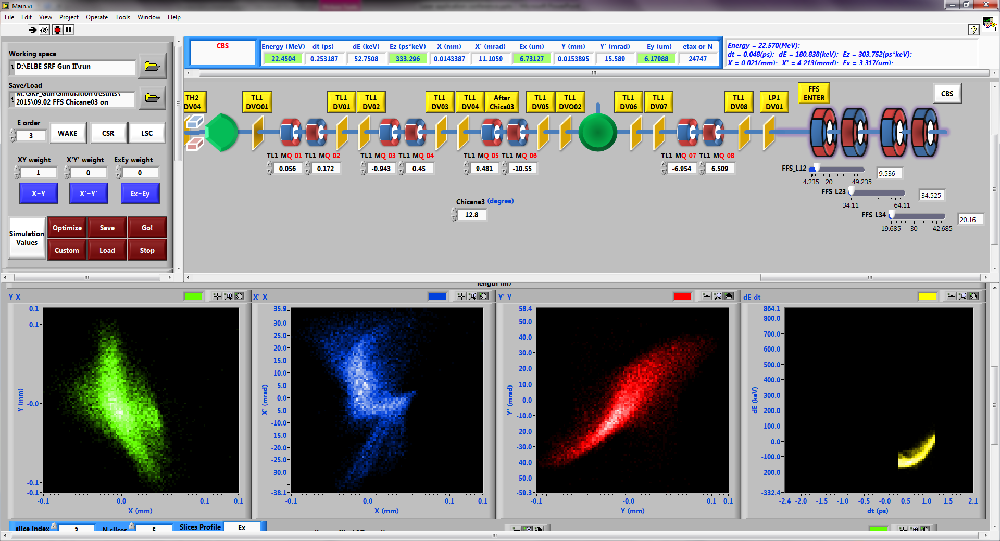 Main.vi
File Edit View Project Operate Tools Window Help
Working space
D:\ELBE SRF Gun II\run
Save/Load
M:\SRF_Gun\Simulation\results\
2015\09.02 FFS Chicane03 on
E order
3
WAKE CSR LSC
XY weight X'Y' weight ExEy weight
1 0 0
X=Y X'=Y' Ex=Ey
Simulation Values
Optimize Save Go!
Custom Load Stop
CBS
Energy (MeV) dt (ps) dE (keV) Ez (ps*keV) X (mm) X' (mrad) Ex (um) Y (mm) Y' (mrad) Ey (um) etax or N
22.4504 0.253187 52.7508 333.296 0.0143387 11.1059 6.73127 0.0153895 15.589 6.17988 24747
Energy = 22.570(MeV);
dt = 0.048(ps); dE = 180.838(keV); Ez = 303.752(ps*keV);
X = 0.021(mm); X' = 4.213(mrad); Ex = 3.317(um);
TH2 DV04
TL1 DVO01
TL1 DV01
TL1 DV02
TL1 DV03
TL1 DV04
After Chica03
TL1 DV05
TL1 DVO02
TL1 DV06
TL1 DV07
TL1 DV08
LP1 DV01
FFS ENTER
CBS
TL1_MQ_01 TL1_MQ_02 TL1_MQ_03 TL1_MQ_04 TL1_MQ_05 TL1_MQ_06 TL1_MQ_07 TL1_MQ_08
0.056 0.172 -0.943 0.45 9.481 -10.55 -6.954 6.509
FFS_L12 9.536
4.235 20 49.235
FFS_L23 34.525
34.11 64.11
FFS_L34 20.16
19.685 30 42.685
Chicane3 (degree)
12.8
length (m)
Y-X
0.1
0.1
-0.0
-0.1
-0.1
Y (mm)
-0.1 0.0 0.1 0.1
X (mm)
X'-X
35.9
30.0
25.0
20.0
15.0
10.0
5.0
0.0
-5.0
-10.0
-15.0
-20.0
-25.0
-30.0
-38.1
X' (mrad)
-0.1 0.0 0.1 0.1
X (mm)
Y'-Y
58.4
50.0
40.0
30.0
20.0
10.0
-0.0
-10.0
-20.0
-30.0
-40.0
-50.0
-59.3
Y' (mrad)
-0.1 -0.0 0.1 0.1
Y (mm)
dE-dt
864.1
800.0
700.0
600.0
500.0
400.0
300.0
200.0
100.0
0.0
-100.0
-200.0
-332.4
dE (keV)
-2.4 -2.0 -1.5 -1.0 -0.5 -0.0 0.5 1.0 1.5 2.1
dt (ps)
slice index 3 N slices 5 Slices Profile Ex